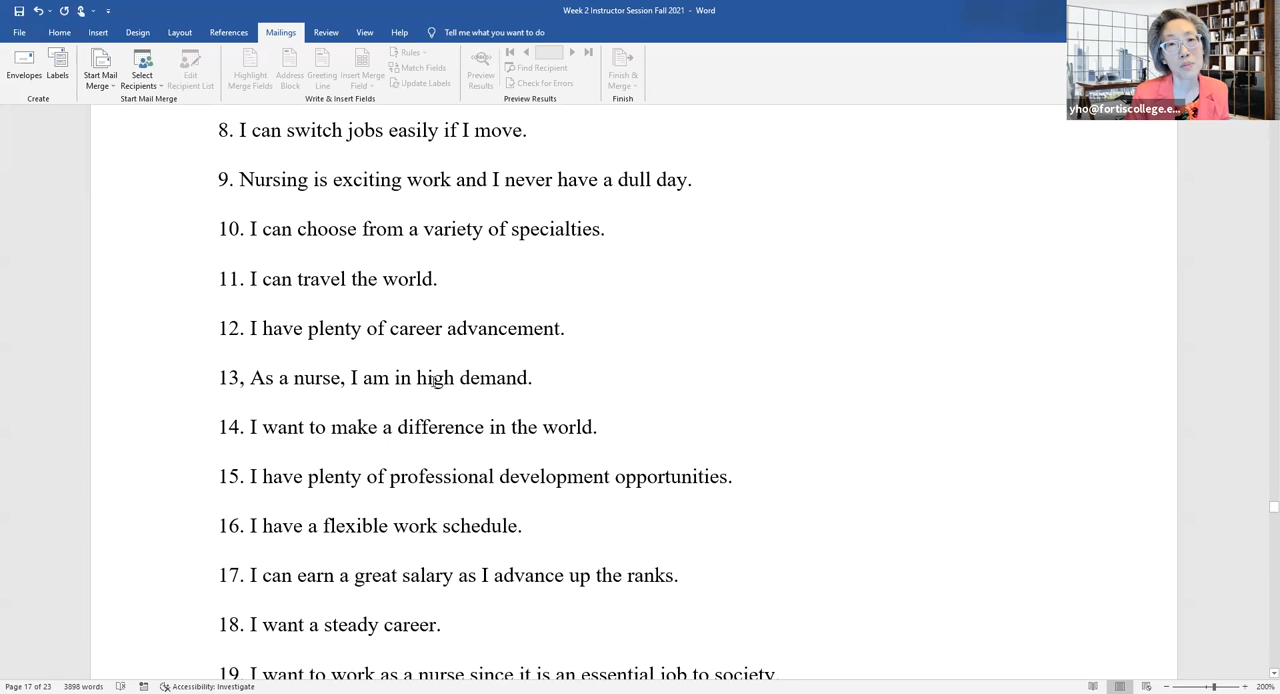 Week 2 Instructor Session Fall 2021 - Word
File Home Insert Design Layout References Mailings Review View Help Tell me what you want to do
Envelopes Labels
Start Mail Merge
Select Recipients
Edit Recipient List
Highlight Merge Fields
Address Block
Greeting Line
Insert Merge Field
Rules
Match Fields
Update Labels
Preview Results
Find Recipient
Check for Errors
Finish & Merge
Create
Start Mail Merge
Write & Insert Fields
Preview Results
Finish
yho@fortiscollege.e...
8. I can switch jobs easily if I move.
9. Nursing is exciting work and I never have a dull day.
10. I can choose from a variety of specialties.
11. I can travel the world.
12. I have plenty of career advancement.
13, As a nurse, I am in high demand.
14. I want to make a difference in the world.
15. I have plenty of professional development opportunities.
16. I have a flexible work schedule.
17. I can earn a great salary as I advance up the ranks.
18. I want a steady career.
19. I want to work as a nurse since it is an essential job to society.
Page 17 of 23 3898 words Accessibility: Investigate 200%